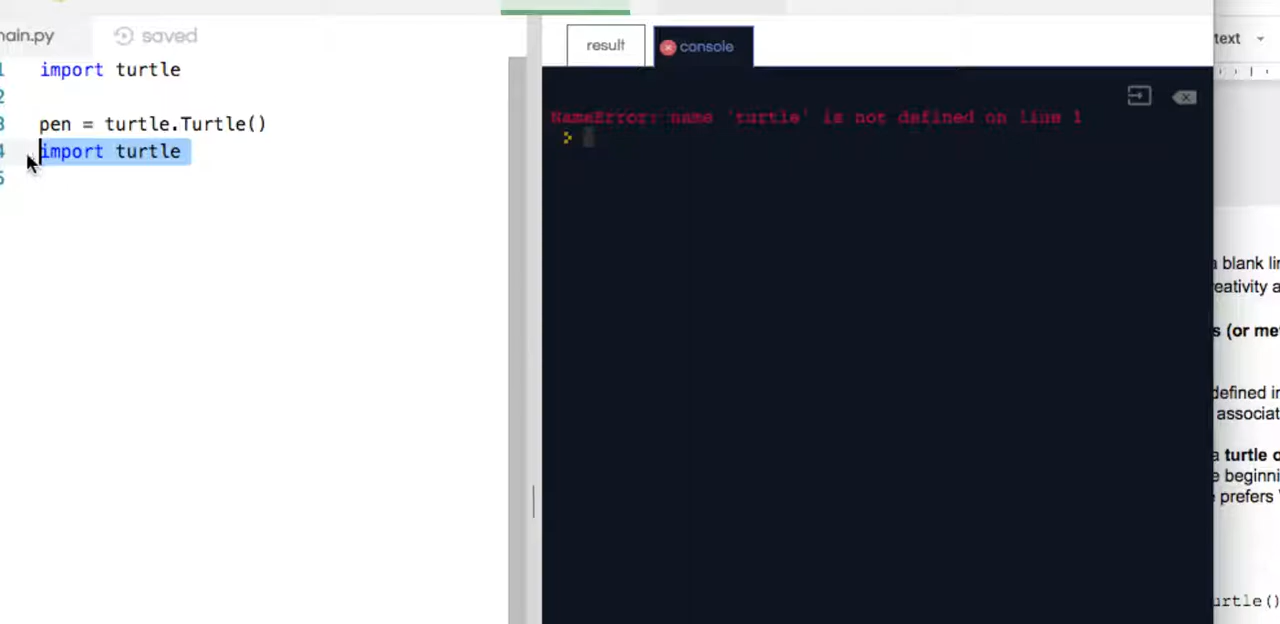 ain.py saved
result console
text
1 import turtle
2
3 pen = turtle.Turtle()
4 import turtle
5
NameError: name 'turtle' is not defined on line 1
>
a blank li
eativity a
s (or me
defined i
associat
a turtle o
e beginni
prefers
urtle()